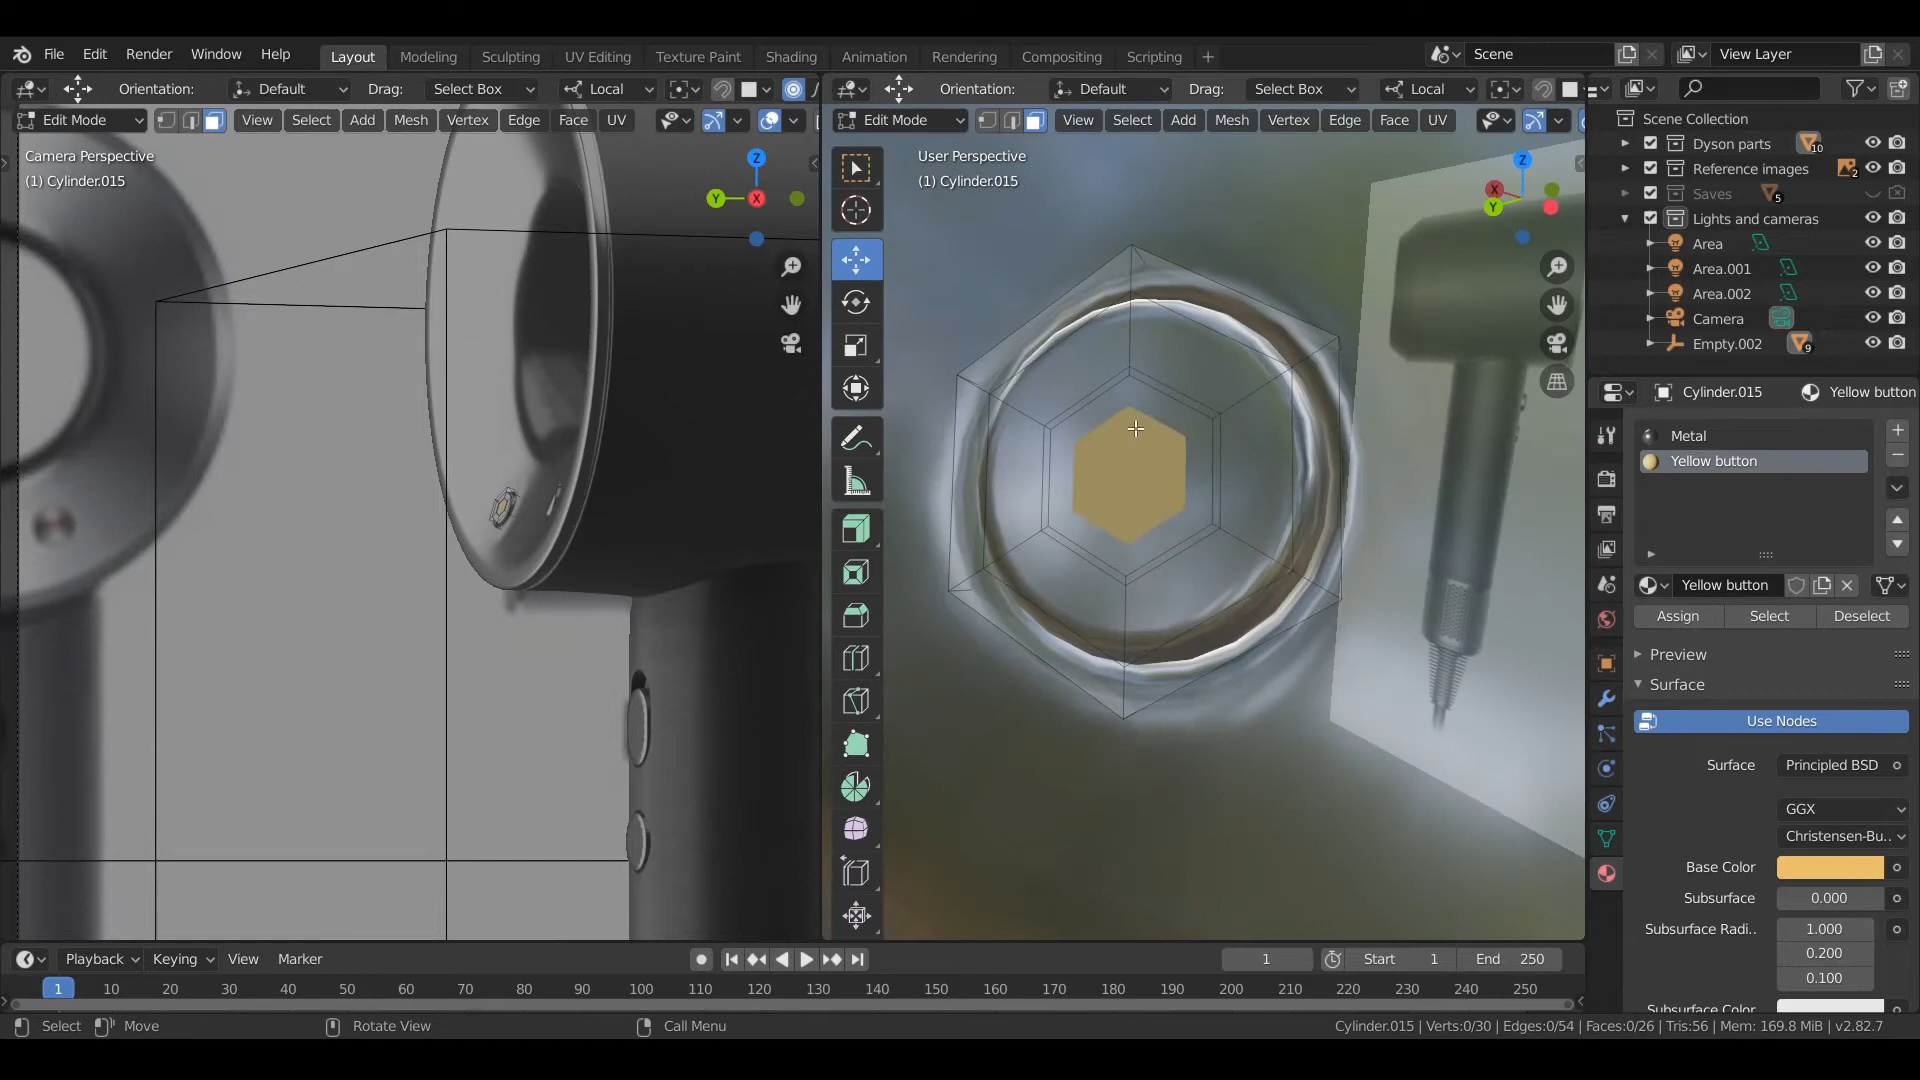 File Edit Render Window Help Layout Modeling Sculpting UV Editing Texture Paint Shading Animation Rendering Compositing Scripting + Scene View Layer
Orientation: Default Drag: Select Box Local
Orientation: Default Drag: Select Box Local
Edit Mode View Select Add Mesh Vertex Edge Face UV
Edit Mode View Select Add Mesh Vertex Edge Face UV
Camera Perspective
(1) Cylinder.015
Z
Y
X
User Perspective
(1) Cylinder.015
Z
X
Y
Scene Collection
Dyson parts 10
Reference images 2
Saves 5
Lights and cameras
Area
Area.001
Area.002
Camera
Empty.002 9
Cylinder.015 Yellow button
Metal
Yellow button
Yellow button
Assign Select Deselect
Preview
Surface
Use Nodes
Surface Principled BSD
GGX
Christensen-Bu..
Base Color
Subsurface 0.000
Subsurface Radi.. 1.000
0.200
0.100
Subsurface Color
Playback Keying View Marker 1 Start 1 End 250
1 10 20 30 40 50 60 70 80 90 100 110 120 130 140 150 160 170 180 190 200 210 220 230 240 250
Select Move Rotate View Call Menu Cylinder.015 | Verts:0/30 | Edges:0/54 | Faces:0/26 | Tris:56 | Mem: 169.8 MiB | v2.82.7